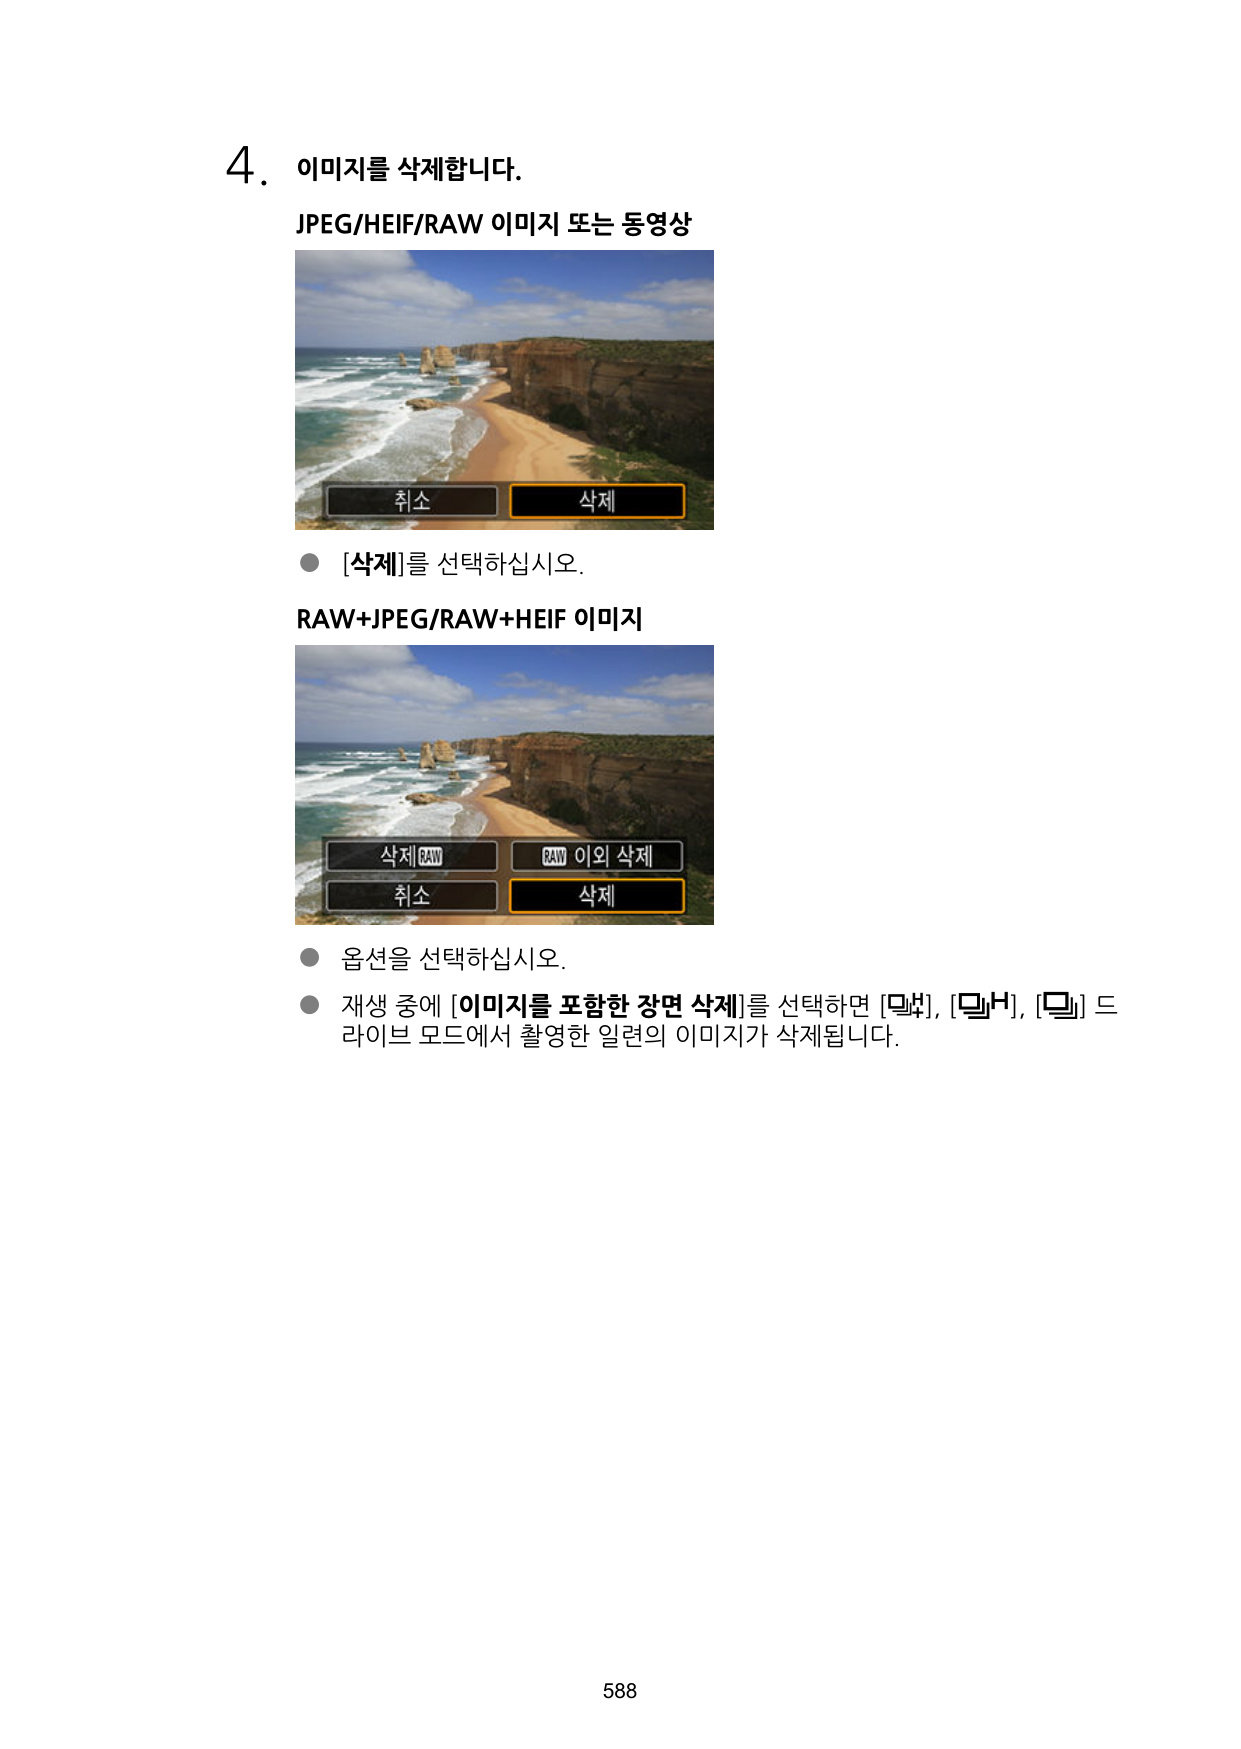 4. 이미지를 삭제합니다.
JPEG/HEIF/RAW 이미지 또는 동영상
취소 삭제
● [삭제]를 선택하십시오.
RAW+JPEG/RAW+HEIF 이미지
삭제RAW RAW 이외 삭제
취소 삭제
● 옵션을 선택하십시오.
● 재생 중에 [이미지를 포함한 장면 삭제]를 선택하면 [H+], [H], [] 드
라이브 모드에서 촬영한 일련의 이미지가 삭제됩니다.
588